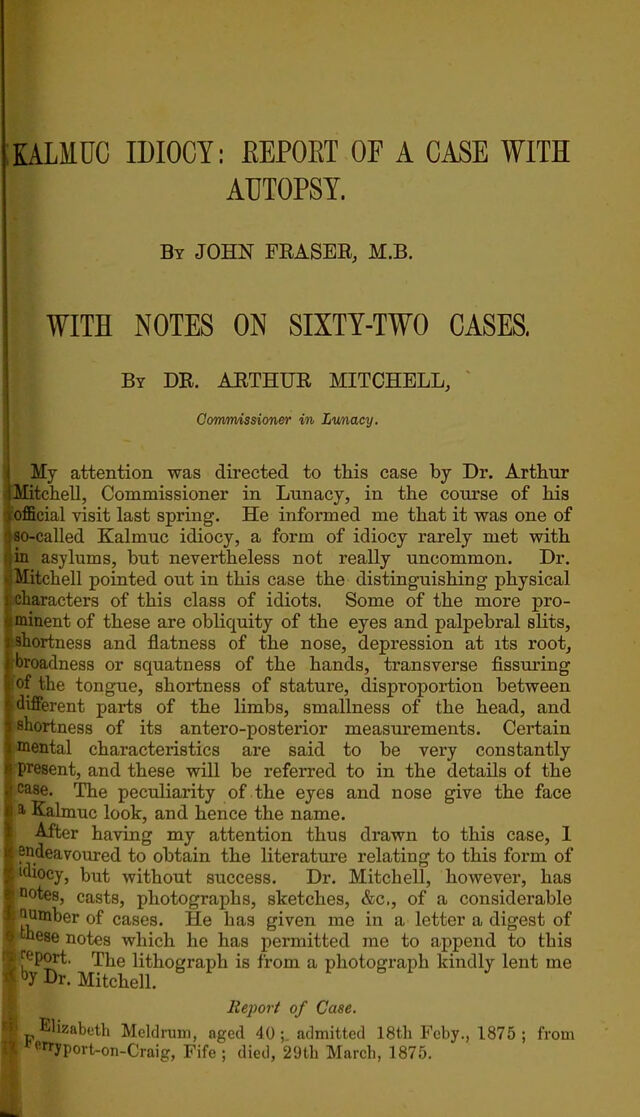 KALMUC IDIOCY: REPORT OF A CASE WITH
AUTOPSY.
By JOHN FRASER, M.B.
WITH NOTES ON SIXTY-TWO CASES.
By DR. ARTHUR MITCHELL,
Commissioner in Lunacy.
My attention was directed to this case by Dr. Arthur
Mitchell, Commissioner in Lunacy, in the course of his
official visit last spring. He informed me that it was one of
so-called Kalmuc idiocy, a form of idiocy rarely met with
in asylums, but nevertheless not really uncommon. Dr.
Mitchell pointed out in this case the distinguishing physical
characters of this class of idiots. Some of the more pro-
minent of these are obliquity of the eyes and palpebral slits,
shortness and flatness of the nose, depression at its root,
broadness or squatness of the hands, transverse fissuring
of the tongue, shortness of stature, disproportion between
different parts of the limbs, smallness of the head, and
shortness of its antero-posterior measurements. Certain
mental characteristics are said to be very constantly
present, and these will be referred to in the details of the
case. The peculiarity of the eyes and nose give the face
a Kalmuc look, and hence the name.
After having my attention thus drawn to this case, I
endeavoured to obtain the literature relating to this form of
idiocy, but without success. Dr. Mitchell, however, has
notes, casts, photographs, sketches, &c., of a considerable
number of cases. He has given me in a letter a digest of
these notes which he has permitted me to append to this
report. The lithograph is from a photograph kindly lent me
by Dr. Mitchell.
Report of Case.
Elizabeth Meldrum, aged 40; admitted 18th Feby., 1875; from
Ferryport-on-Craig, Fife; died, 29th March, 1875.